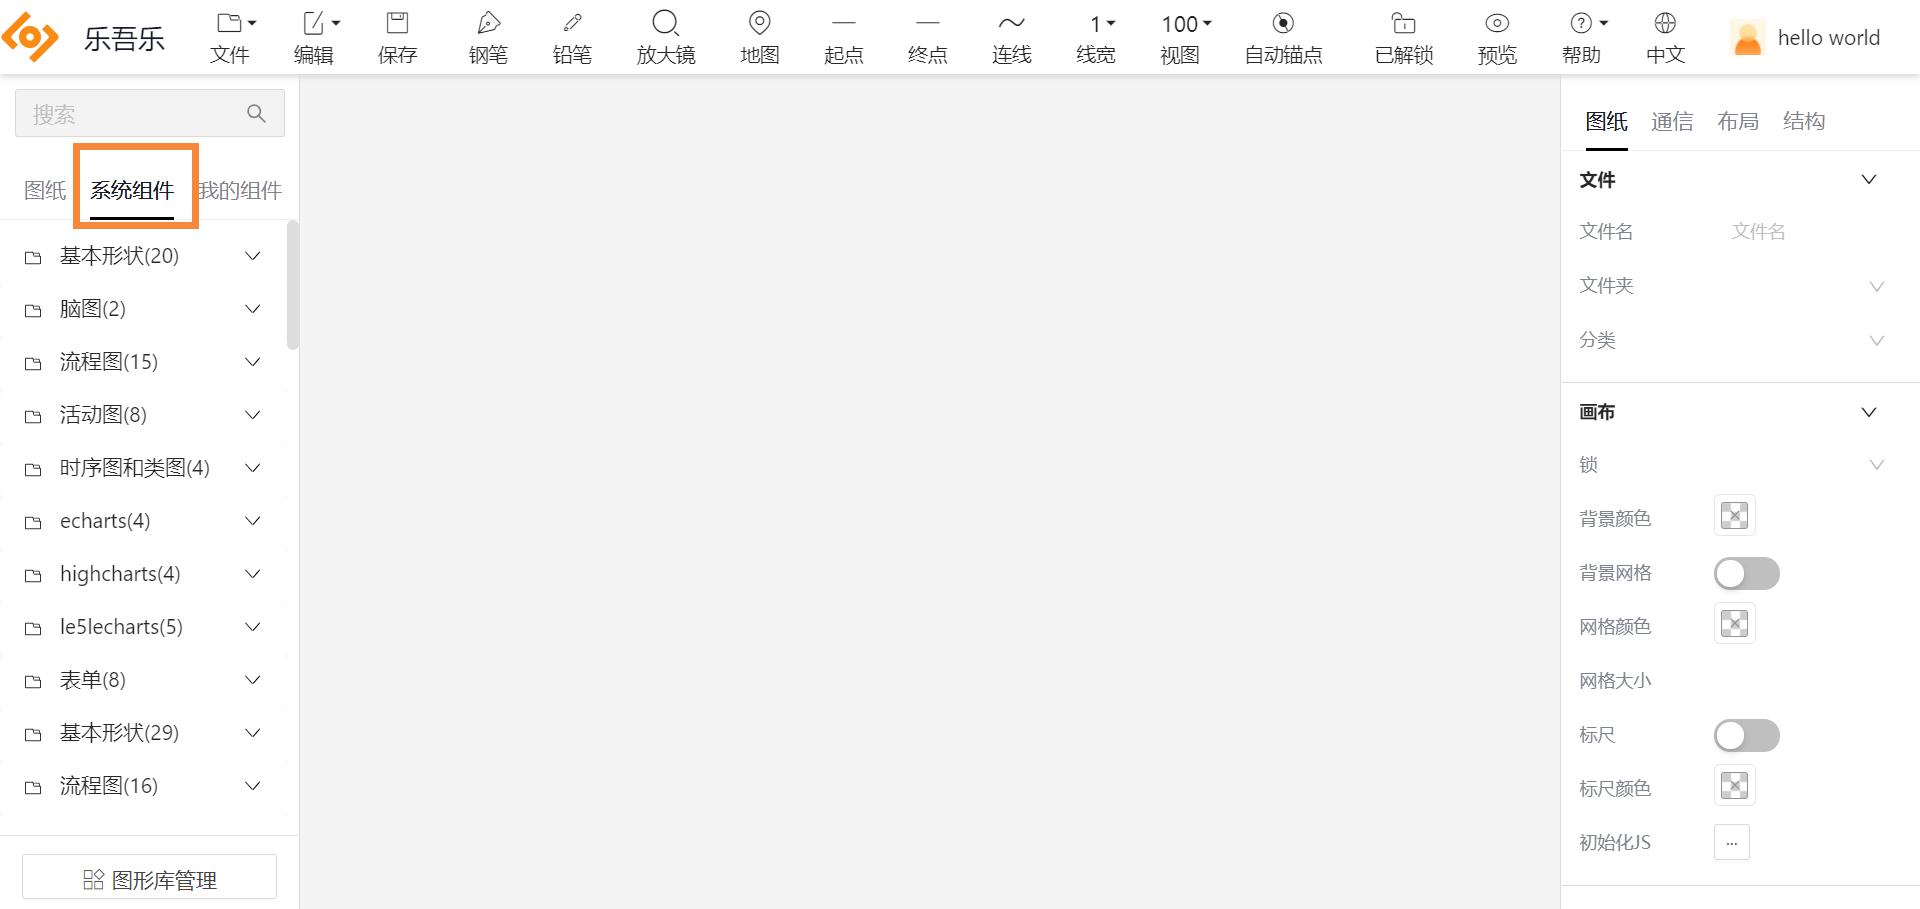 乐吾乐
文件
编辑
保存
钢笔
铅笔
放大镜
地图
起点
终点
连线
1
线宽
100
视图
自动锚点
已解锁
预览
帮助
中文
hello world
搜索
图纸 系统组件 我的组件
基本形状(20)
脑图(2)
流程图(15)
活动图(8)
时序图和类图(4)
echarts(4)
highcharts(4)
le5lecharts(5)
表单(8)
基本形状(29)
流程图(16)
图形库管理
图纸 通信 布局 结构
文件
文件名 文件名
文件夹
分类
画布
锁
背景颜色
背景网格
网格颜色
网格大小
标尺
标尺颜色
初始化JS ...